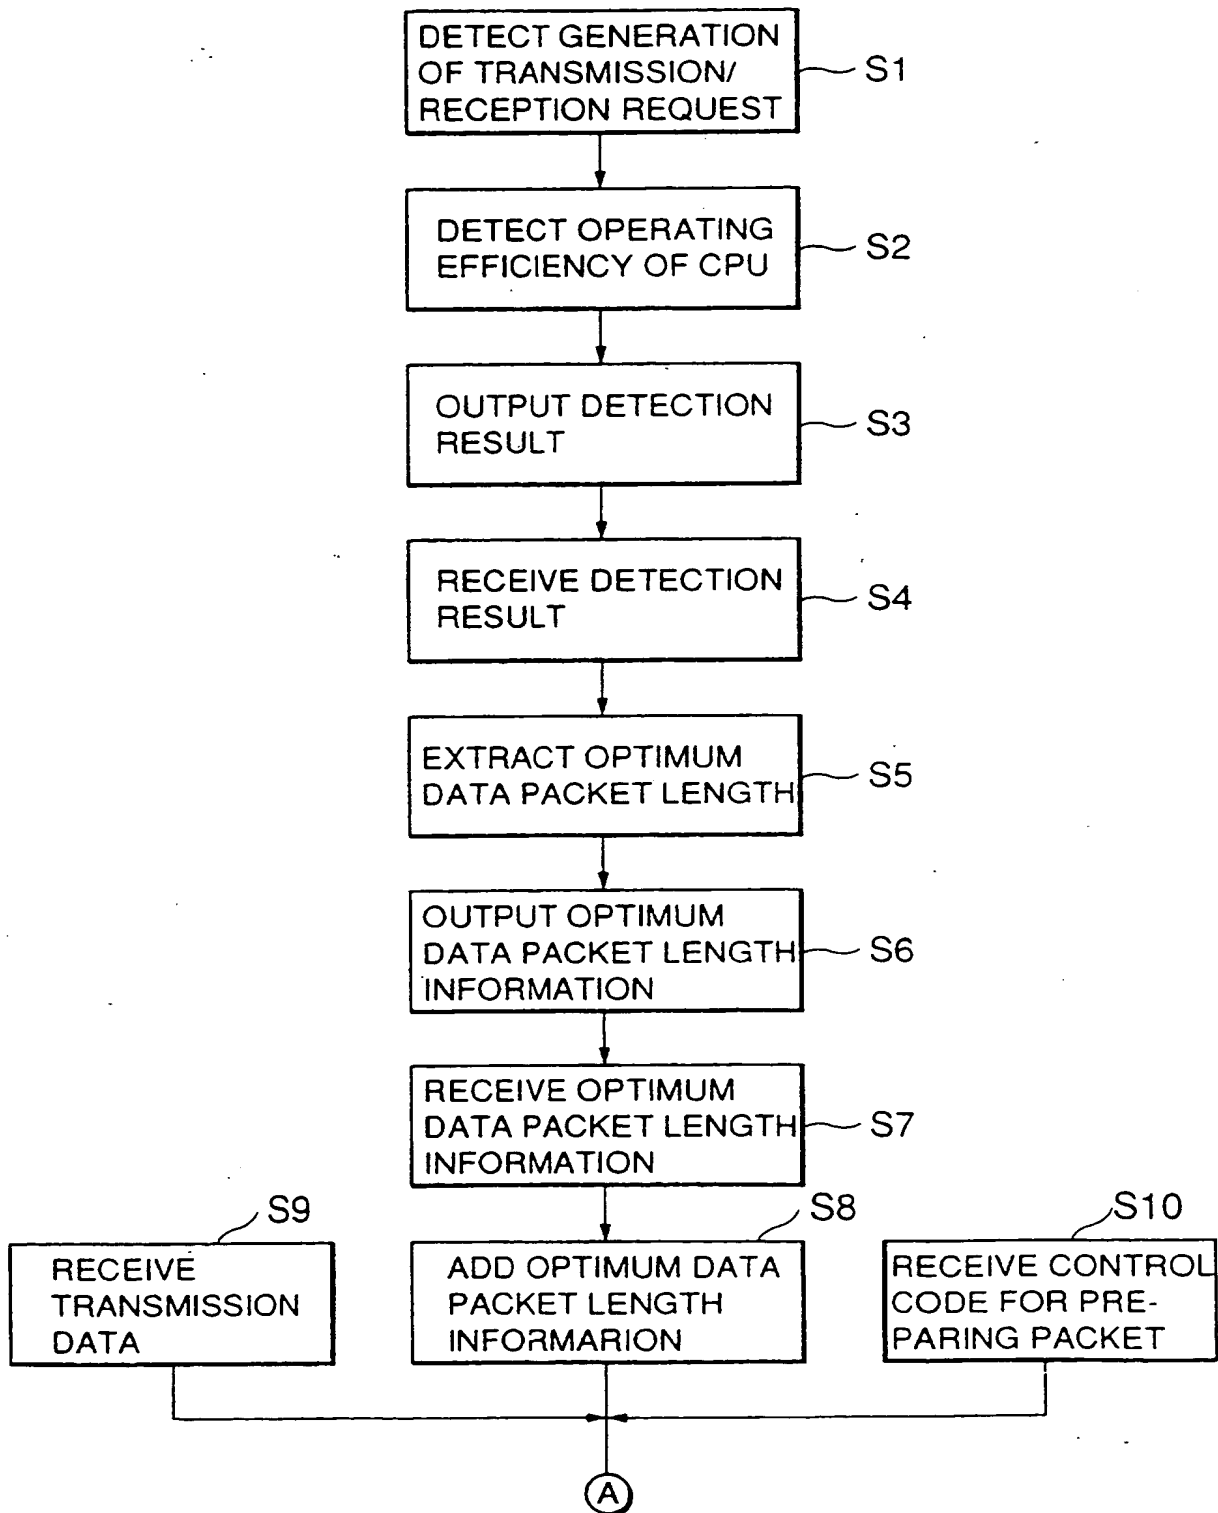 DETECT GENERATION
OF TRANSMISSION/
RECEPTION REQUEST
S1
DETECT OPERATING
EFFICIENCY OF CPU
S2
OUTPUT DETECTION
RESULT
S3
RECEIVE DETECTION
RESULT
S4
EXTRACT OPTIMUM
DATA PACKET LENGTH
S5
OUTPUT OPTIMUM
DATA PACKET LENGTH
INFORMATION
S6
RECEIVE OPTIMUM
DATA PACKET LENGTH
INFORMATION
S7
S9
RECEIVE
TRANSMISSION
DATA
S8
ADD OPTIMUM DATA
PACKET LENGTH
INFORMARION
S10
RECEIVE CONTROL
CODE FOR PRE-
PARING PACKET
A